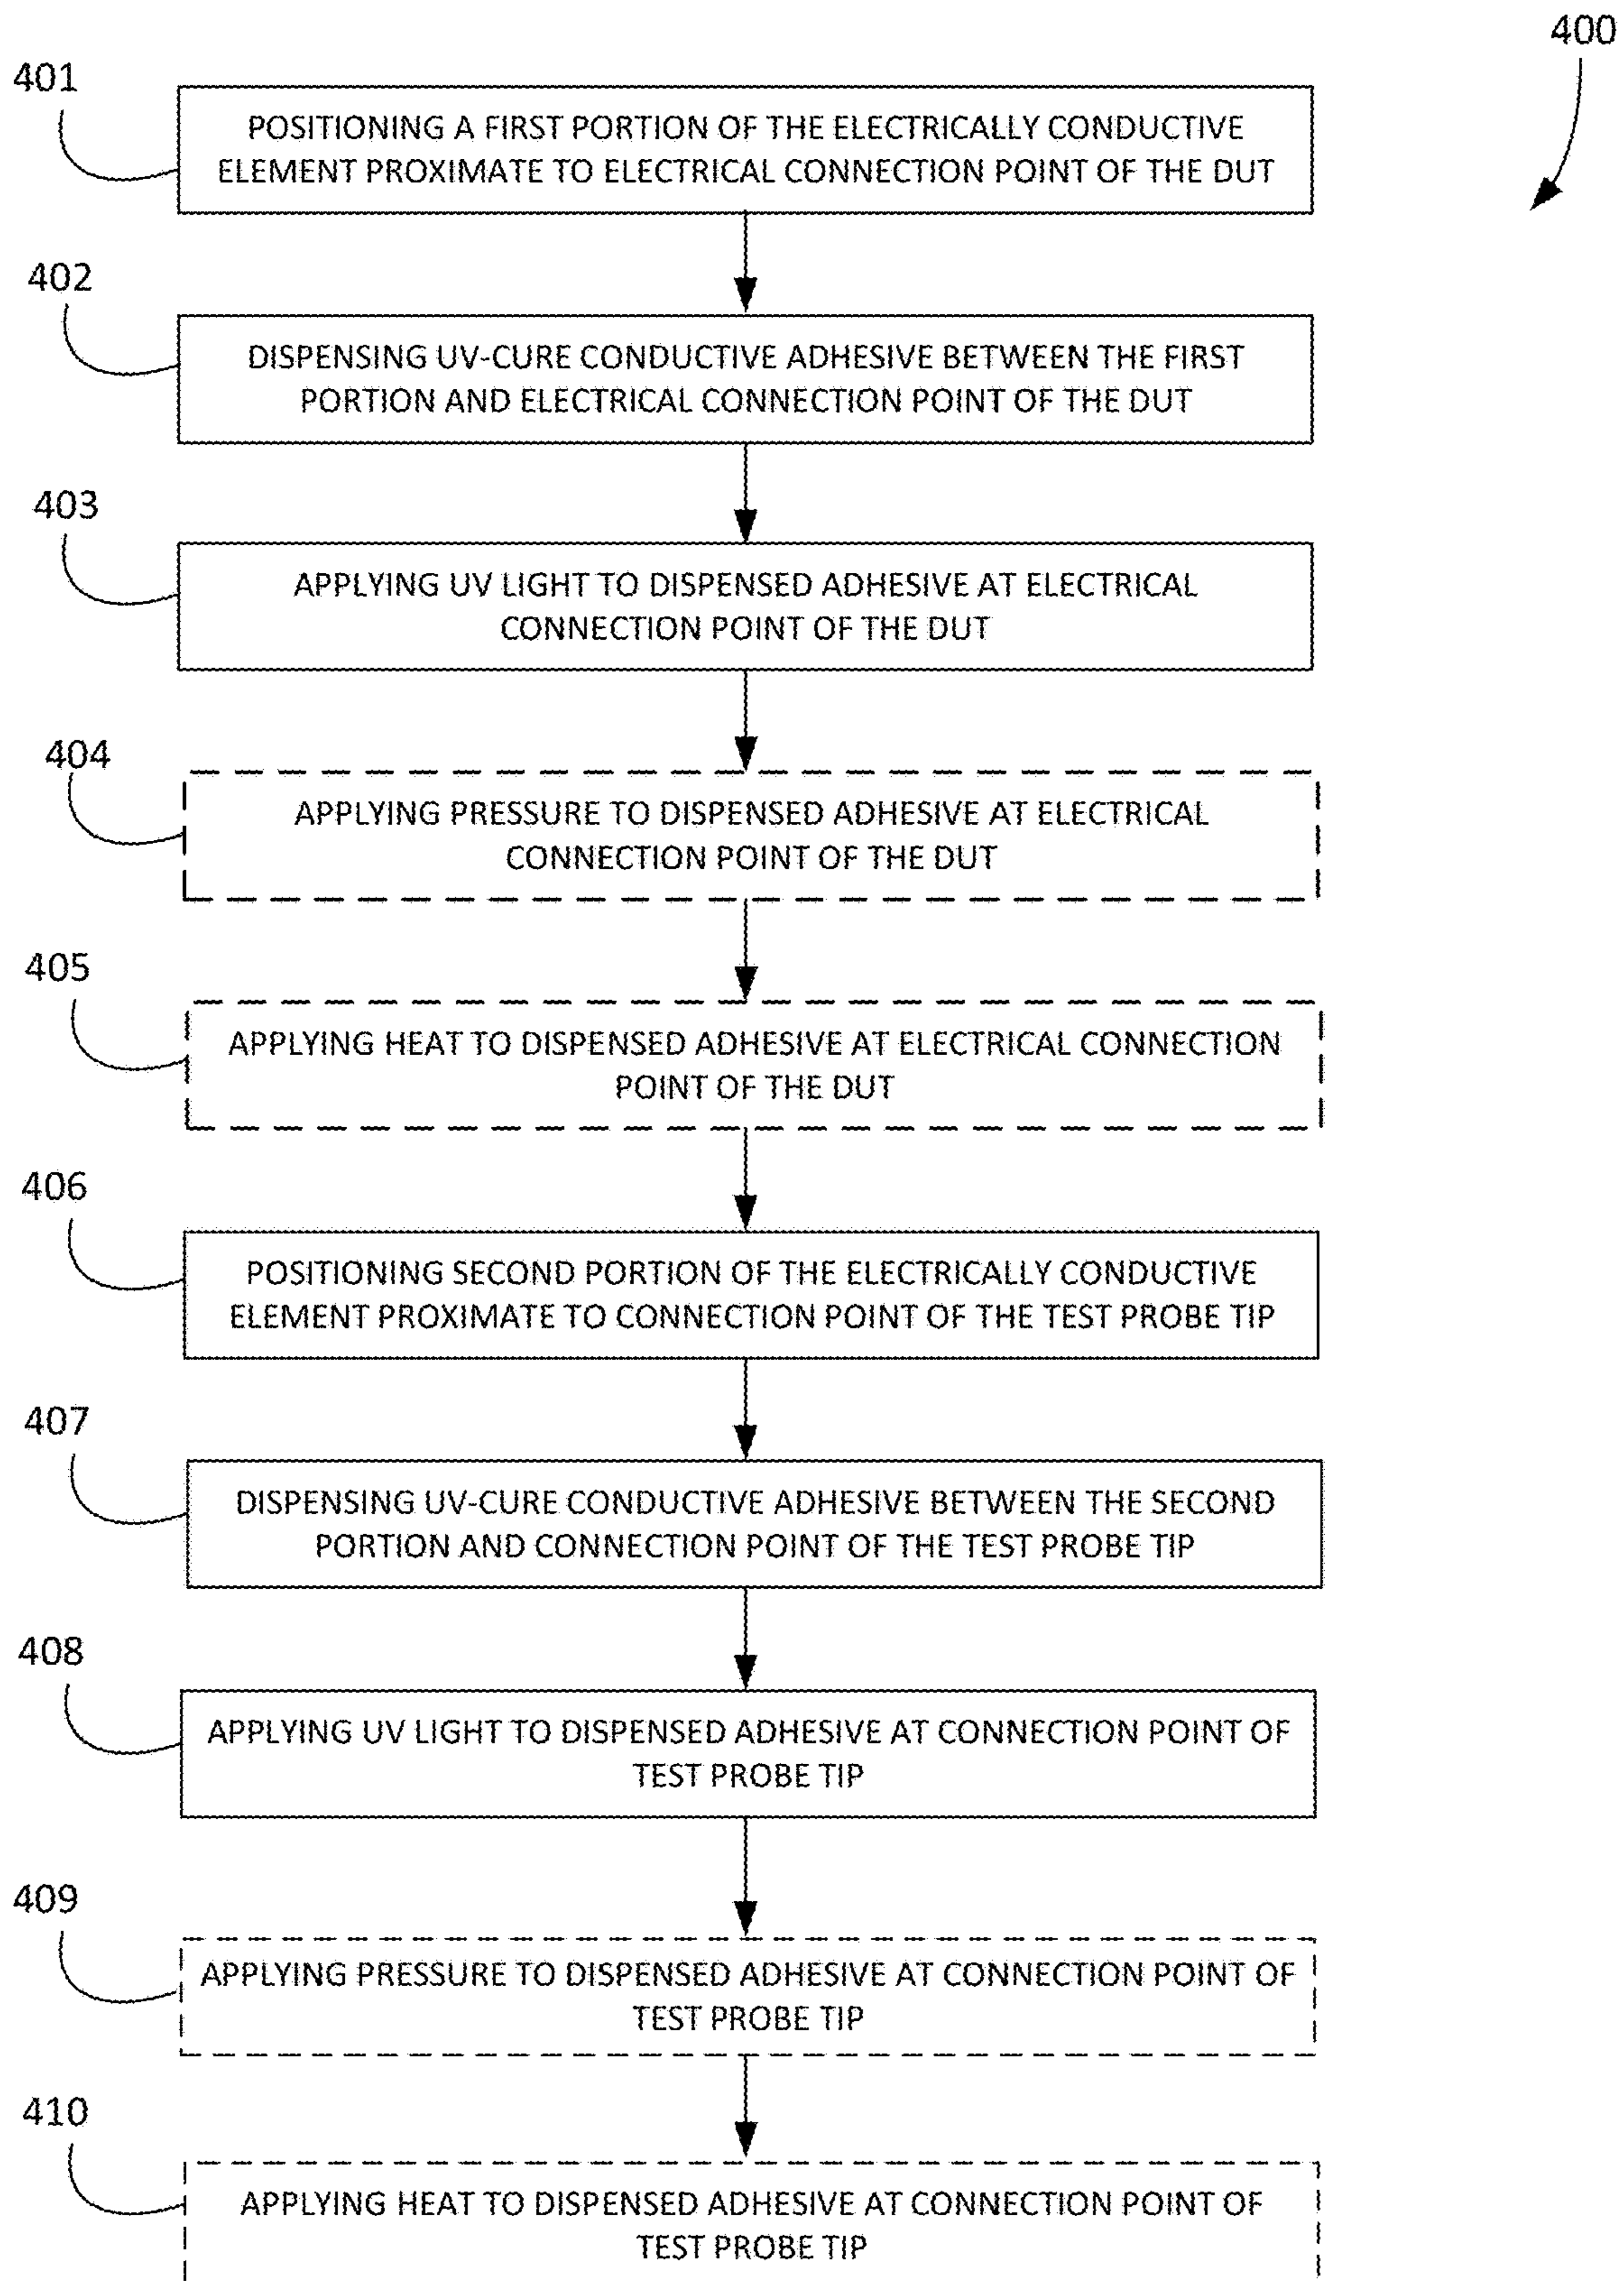 400
401
POSITIONING A FIRST PORTION OF THE ELECTRICALLY CONDUCTIVE
ELEMENT PROXIMATE TO ELECTRICAL CONNECTION POINT OF THE DUT
402
DISPENSING UV-CURE CONDUCTIVE ADHESIVE BETWEEN THE FIRST
PORTION AND ELECTRICAL CONNECTION POINT OF THE DUT
403
APPLYING UV LIGHT TO DISPENSED ADHESIVE AT ELECTRICAL
CONNECTION POINT OF THE DUT
404
APPLYING PRESSURE TO DISPENSED ADHESIVE AT ELECTRICAL
CONNECTION POINT OF THE DUT
405
APPLYING HEAT TO DISPENSED ADHESIVE AT ELECTRICAL CONNECTION
POINT OF THE DUT
406
POSITIONING SECOND PORTION OF THE ELECTRICALLY CONDUCTIVE
ELEMENT PROXIMATE TO CONNECTION POINT OF THE TEST PROBE TIP
407
DISPENSING UV-CURE CONDUCTIVE ADHESIVE BETWEEN THE SECOND
PORTION AND CONNECTION POINT OF THE TEST PROBE TIP
408
APPLYING UV LIGHT TO DISPENSED ADHESIVE AT CONNECTION POINT OF
TEST PROBE TIP
409
APPLYING PRESSURE TO DISPENSED ADHESIVE AT CONNECTION POINT OF
TEST PROBE TIP
410
APPLYING HEAT TO DISPENSED ADHESIVE AT CONNECTION POINT OF
TEST PROBE TIP